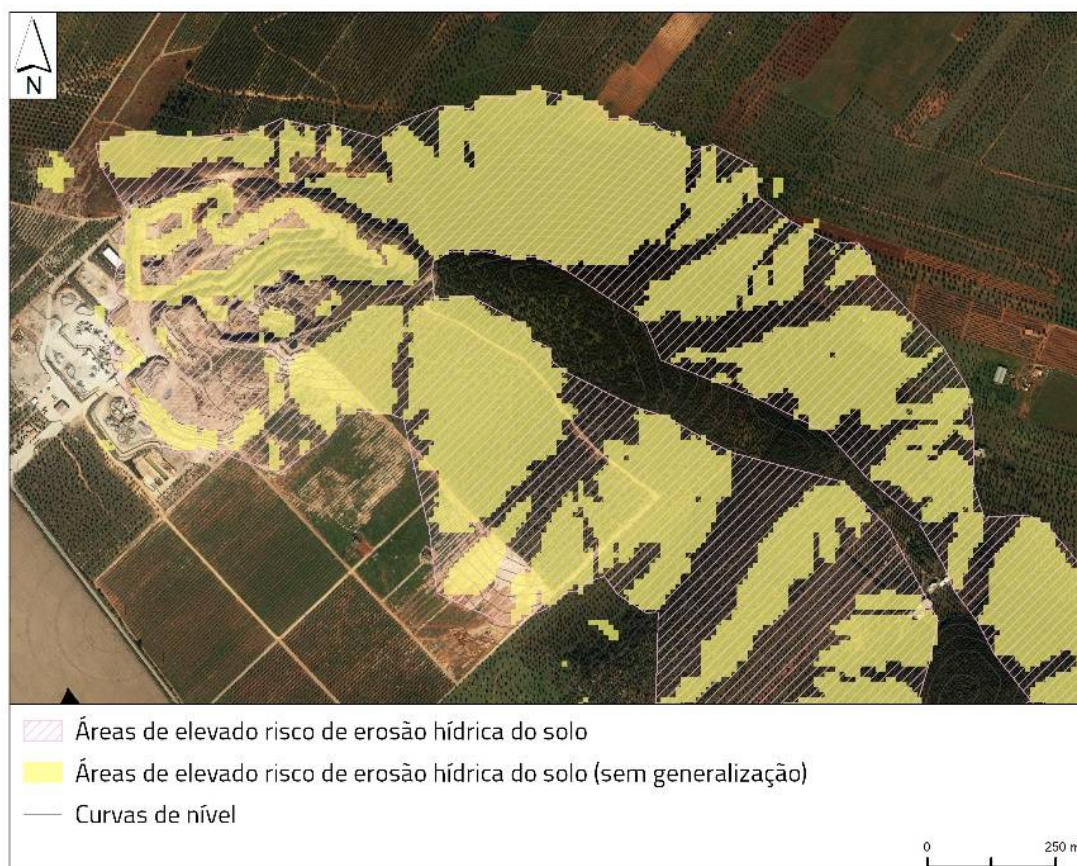 N
Áreas de elevado risco de erosão hídrica do solo
Áreas de elevado risco de erosão hídrica do solo (sem generalização)
Curvas de nível
0 250 m